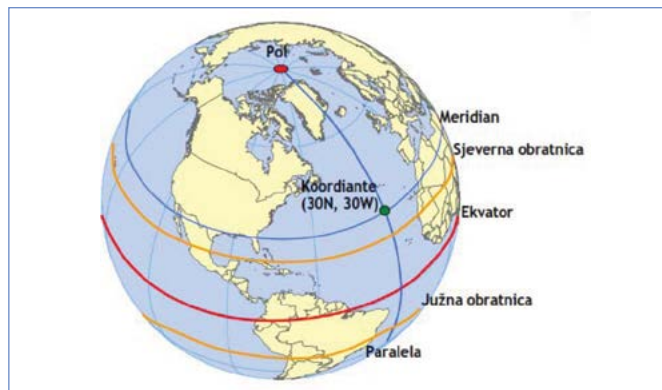 Pol
Meridian
Sjeverna obratnica
Koordiante
(30N, 30W)
Ekvator
Južna obratnica
Paralela